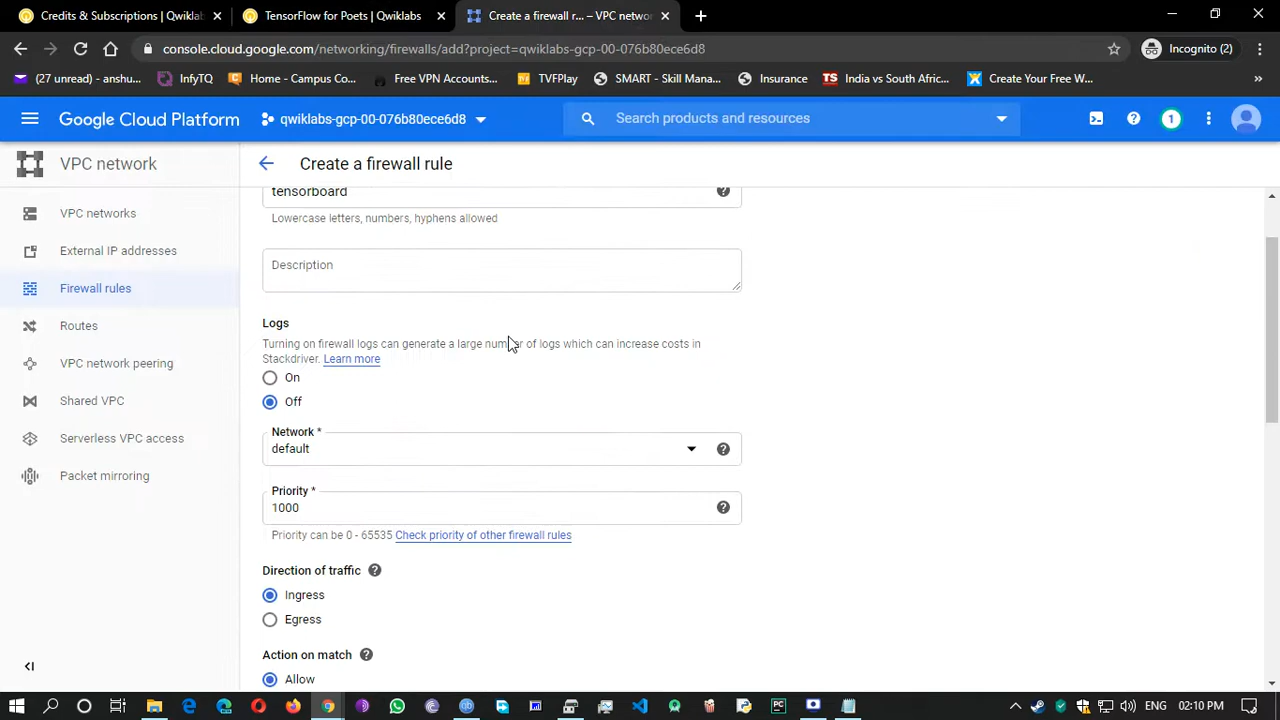 Credits & Subscriptions | Qwiklab
TensorFlow for Poets | Qwiklabs
Create a firewall r... – VPC netwo
console.cloud.google.com/networking/firewalls/add?project=qwiklabs-gcp-00-076b80ece6d8
Incognito (2)
(27 unread) - anshu...
InfyTQ
Home - Campus Co...
Free VPN Accounts...
TVFPlay
SMART - Skill Mana...
Insurance
TS
India vs South Afric...
Create Your Free W...
»
Google Cloud Platform
qwiklabs-gcp-00-076b80ece6d8
Search products and resources
1
VPC network
Create a firewall rule
VPC networks
External IP addresses
Firewall rules
Routes
VPC network peering
Shared VPC
Serverless VPC access
Packet mirroring
tensorboard
Lowercase letters, numbers, hyphens allowed
Description
Logs
Turning on firewall logs can generate a large number of logs which can increase costs in
Stackdriver. Learn more
On
Off
Network *
default
Priority *
1000
Priority can be 0 - 65535 Check priority of other firewall rules
Direction of traffic
Ingress
Egress
Action on match
Allow
ENG
02:10 PM